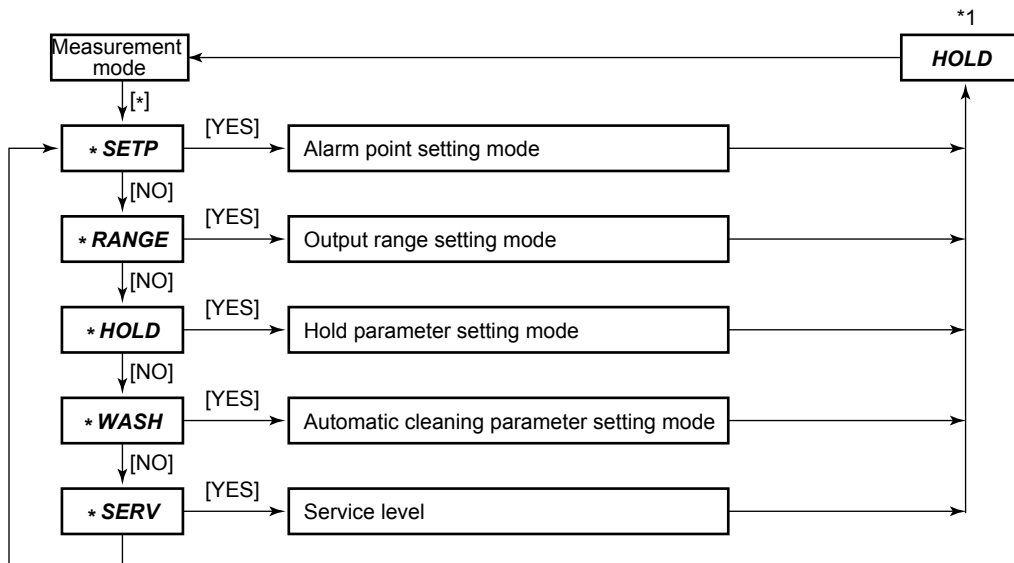 *1
Measurement
mode
HOLD
[*]
* SETP
[YES]
Alarm point setting mode
[NO]
* RANGE
[YES]
Output range setting mode
[NO]
* HOLD
[YES]
Hold parameter setting mode
[NO]
* WASH
[YES]
Automatic cleaning parameter setting mode
[NO]
* SERV
[YES]
Service level